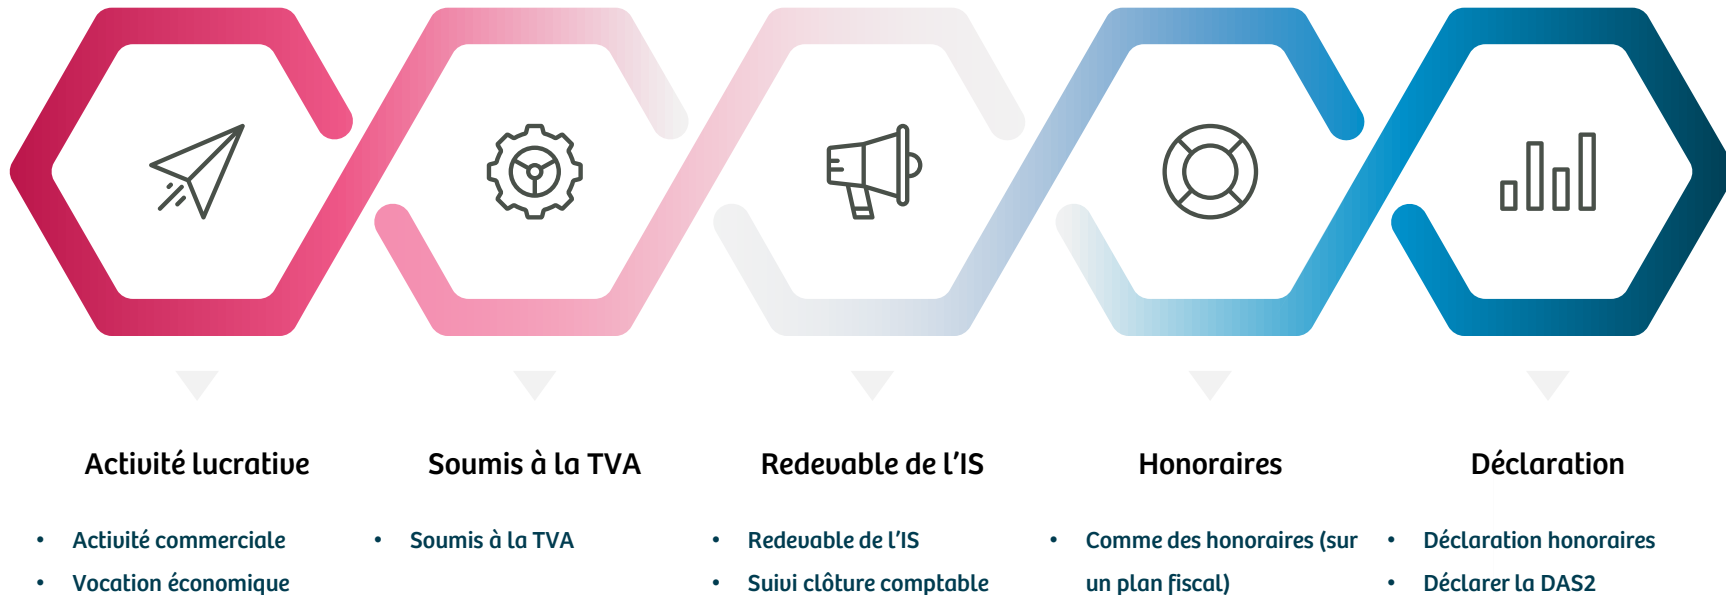 Activité lucrative
• Activité commerciale
• Vocation économique
Soumis à la TVA
• Soumis à la TVA
Redevable de l'IS
• Redevable de l'IS
• Suivi clôture comptable
Honoraires
• Comme des honoraires (sur
un plan fiscal)
Déclaration
• Déclaration honoraires
• Déclarer la DAS2